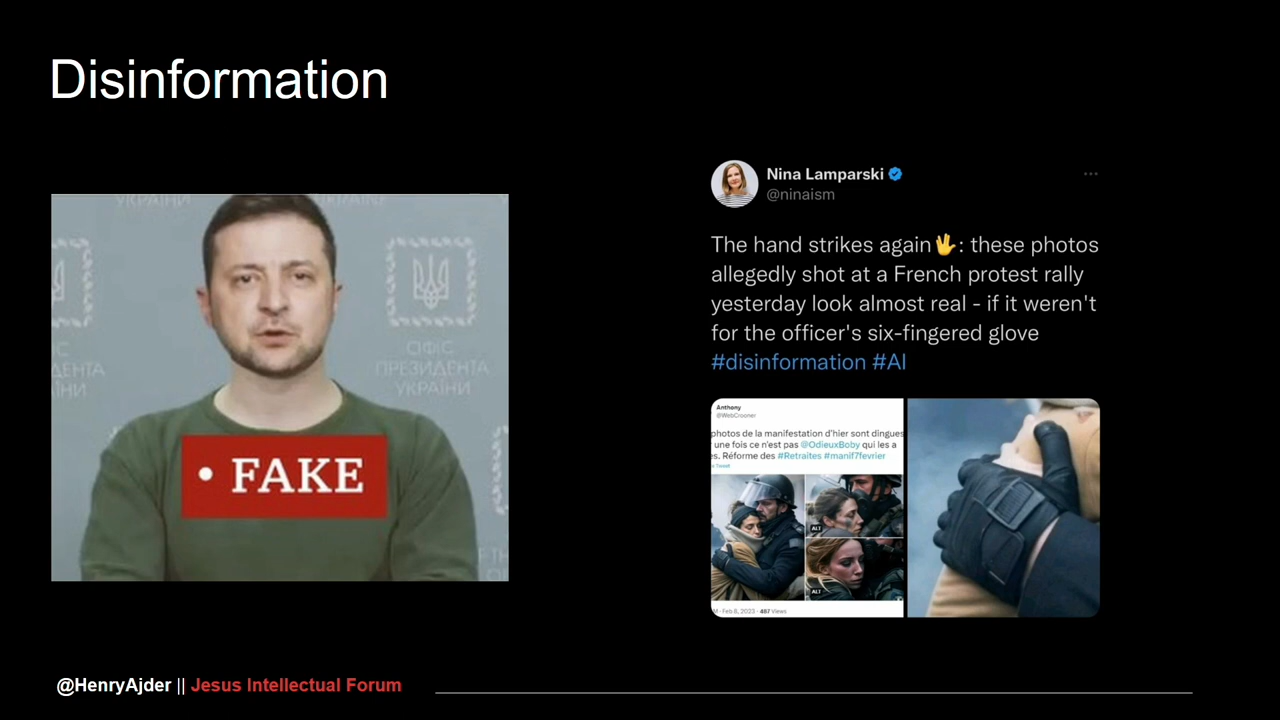 Disinformation
УКРАЇНИ
ОФІС
ПРЕЗИДЕНТА
УКРАЇНИ
• FAKE
Nina Lamparski
@ninaism
The hand strikes again🖖: these photos
allegedly shot at a French protest rally
yesterday look almost real - if it weren't
for the officer's six-fingered glove
#disinformation #AI
Anthony
@WebCrooner
photos de la manifestation d'hier sont dingues
une fois ce n'est pas @OdieuxBoby qui les a
s. Réforme des #Retraites #manif7fevrier
ALT
ALT
M · Feb 8, 2023 · 487 Views
@HenryAjder || Jesus Intellectual Forum